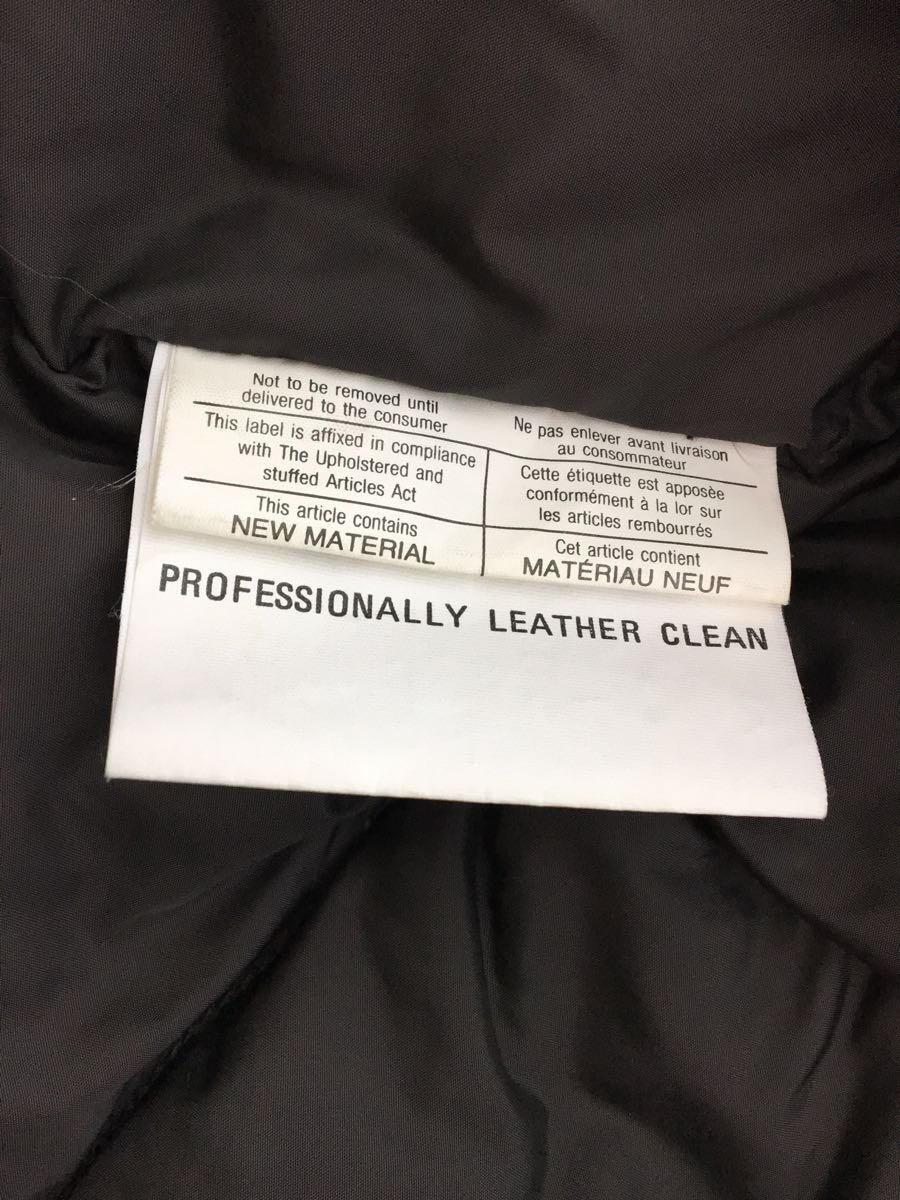 Not to be removed until
delivered to the consumer
Ne pas enlever avant livraison
au consommateur
This label is affixed in compliance
with The Upholstered and
stuffed Articles Act
Cette étiquette est apposèe
conformément à la lor sur
les articles rembourrés
This article contains
NEW MATERIAL
Cet article contient
MATÉRIAU NEUF
PROFESSIONALLY LEATHER CLEAN